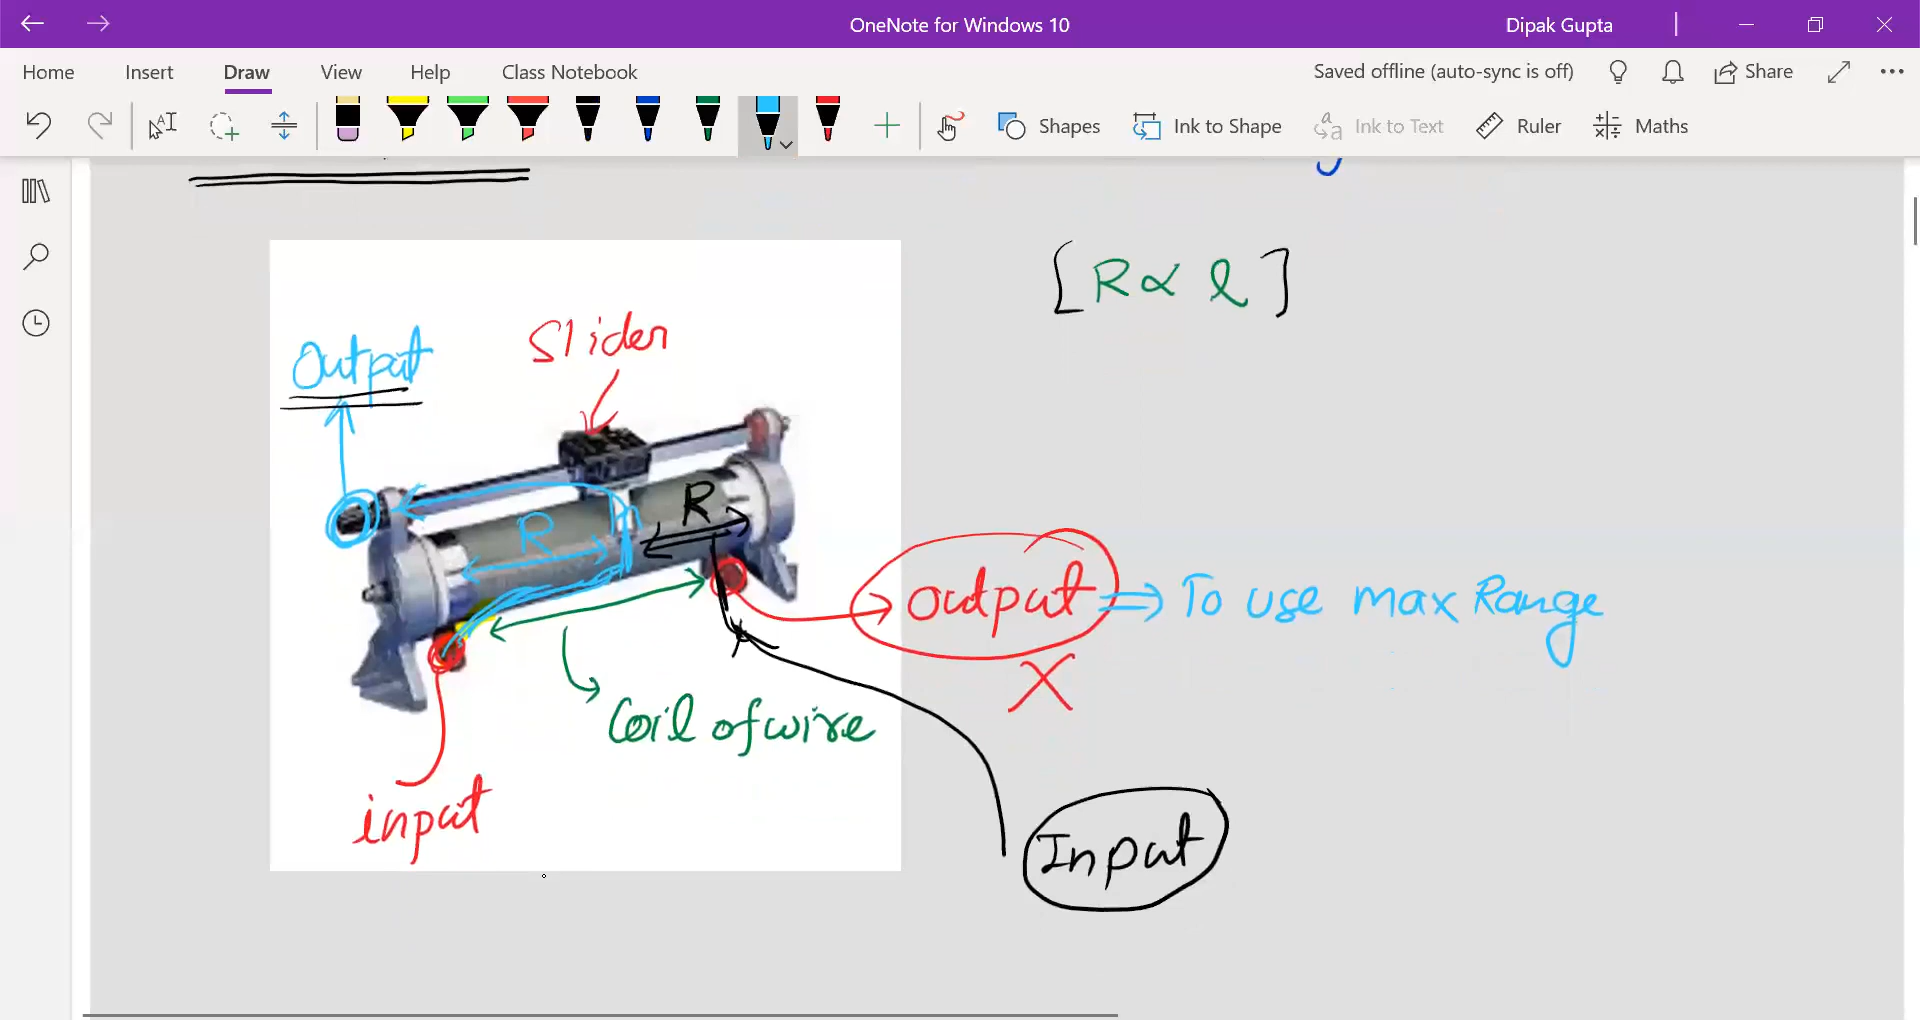 OneNote for Windows 10
Dipak Gupta
Home Insert Draw View Help Class Notebook
Saved offline (auto-sync is off) Share
Shapes Ink to Shape Ink to Text Ruler Maths
[R ∝ l]
Slider
Output
R
R
output ⇒ To use max Range
X
Coil of wire
input
Input